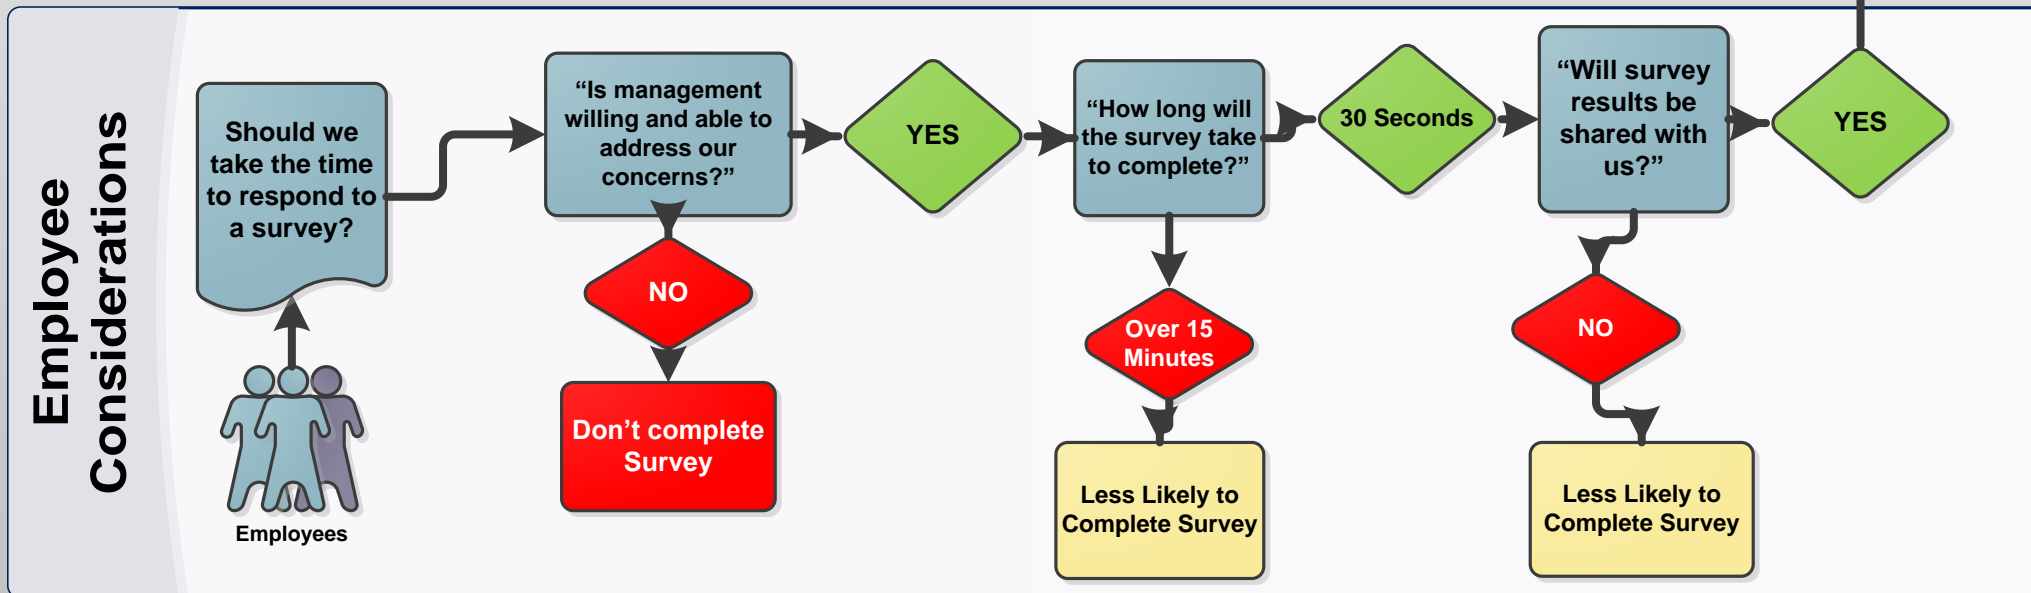 Employee
Considerations
Should we
take the time
to respond to
a survey?
Employees
“Is management
willing and able to
address our
concerns?”
NO
Don’t complete
Survey
YES
“How long will
the survey take
to complete?”
Over 15
Minutes
Less Likely to
Complete Survey
30 Seconds
“Will survey
results be
shared with
us?”
NO
Less Likely to
Complete Survey
YES